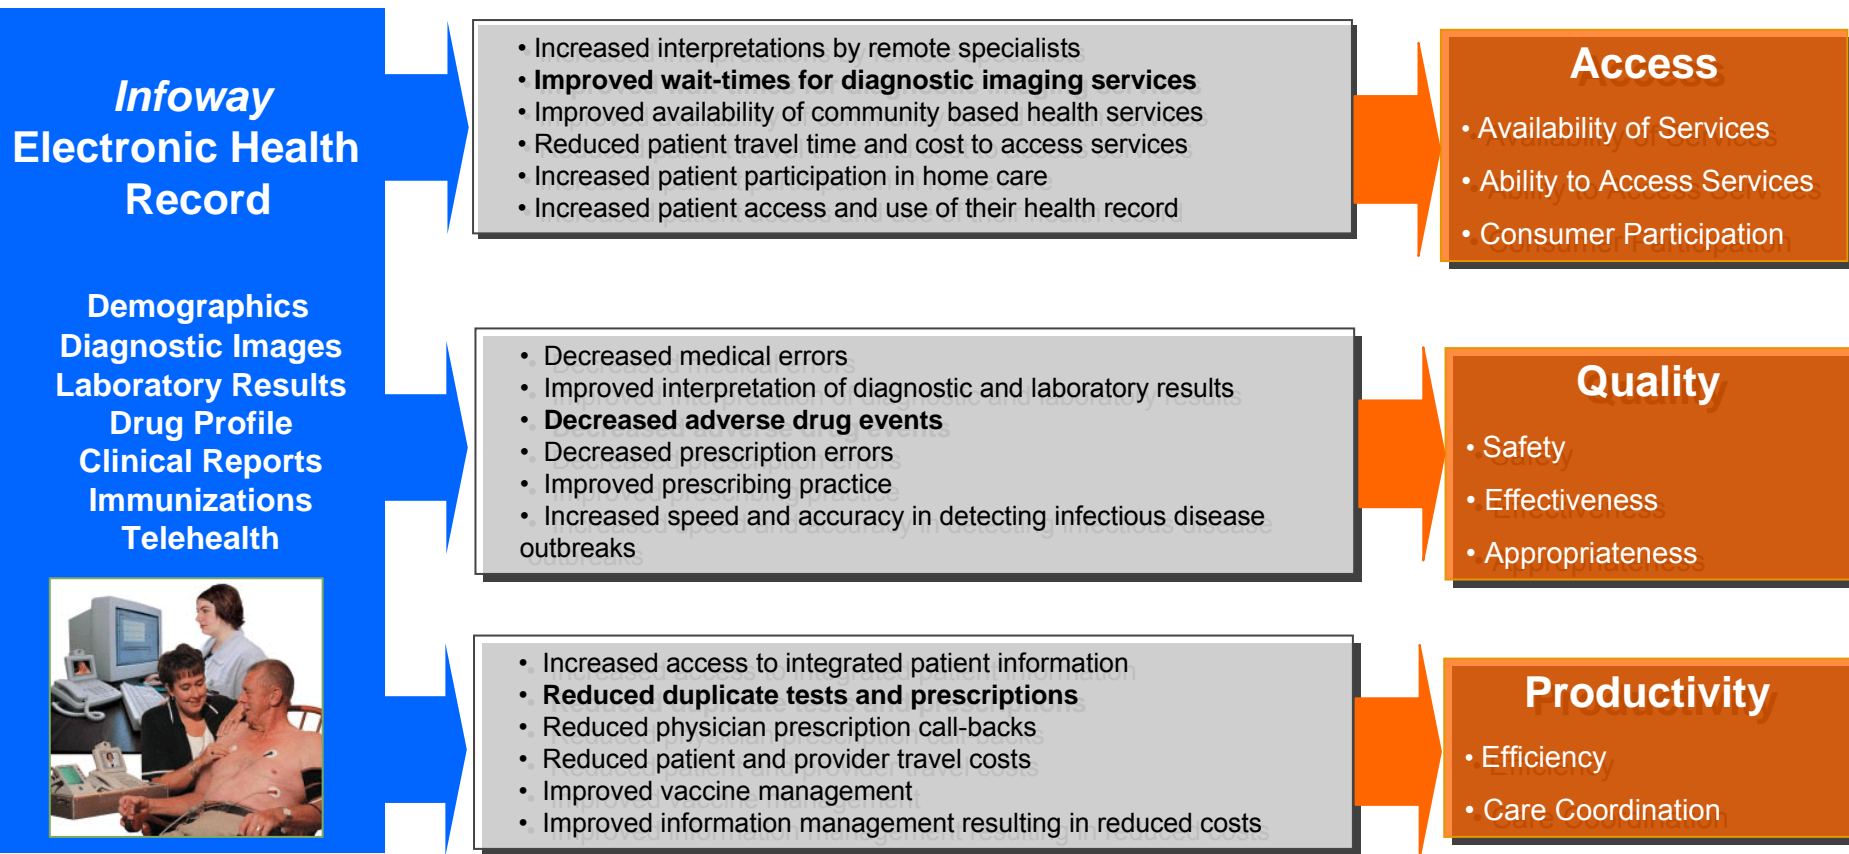 Infoway
Electronic Health
Record
Demographics
Diagnostic Images
Laboratory Results
Drug Profile
Clinical Reports
Immunizations
Telehealth
• Increased interpretations by remote specialists
• Improved wait-times for diagnostic imaging services
• Improved availability of community based health services
• Reduced patient travel time and cost to access services
• Increased patient participation in home care
• Increased patient access and use of their health record
Access
• Availability of Services
• Ability to Access Services
• Consumer Participation
• Decreased medical errors
• Improved interpretation of diagnostic and laboratory results
• Decreased adverse drug events
• Decreased prescription errors
• Improved prescribing practice
• Increased speed and accuracy in detecting infectious disease
outbreaks
Quality
• Safety
• Effectiveness
• Appropriateness
• Increased access to integrated patient information
• Reduced duplicate tests and prescriptions
• Reduced physician prescription call-backs
• Reduced patient and provider travel costs
• Improved vaccine management
• Improved information management resulting in reduced costs
Productivity
• Efficiency
• Care Coordination